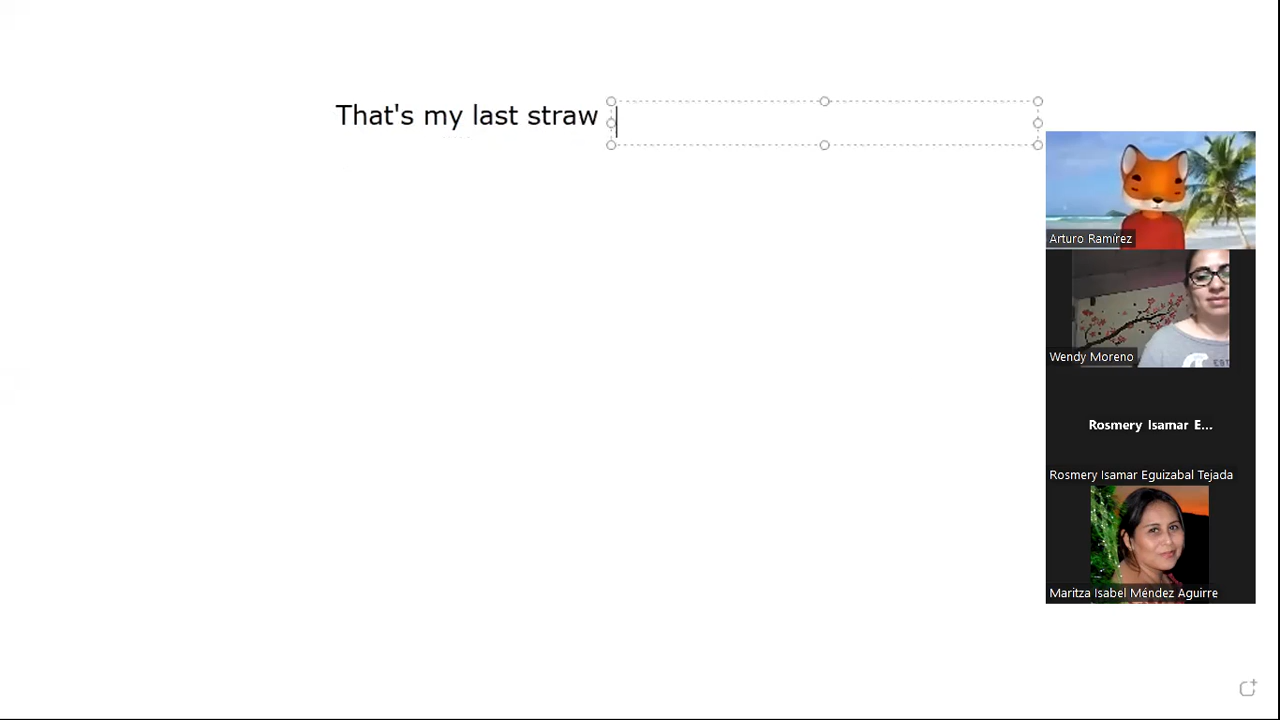 That's my last straw
Arturo Ramírez
Wendy Moreno
Rosmery Isamar E...
Rosmery Isamar Eguizabal Tejada
Maritza Isabel Méndez Aguirre